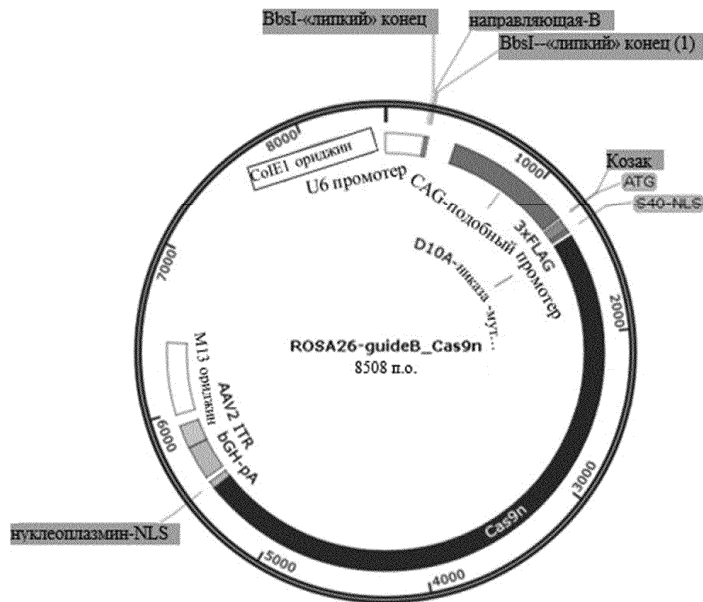 BbsI-«липкий» конец
направляющая-В
BbsI--«липкий» конец (1)
8000
1000
ColE1 ориджин
U6 промотер
CAG-подобный промотер
Козак
ATG
S40-NLS
3xFLAG
D10A-никаза -мут…
7000
2000
ROSA26-guideB_Cas9n
8508 п.о.
М13 ориджин
AAV2 ITR
bGH-pA
6000
3000
Cas9n
нуклеоплазмин-NLS
5000
4000